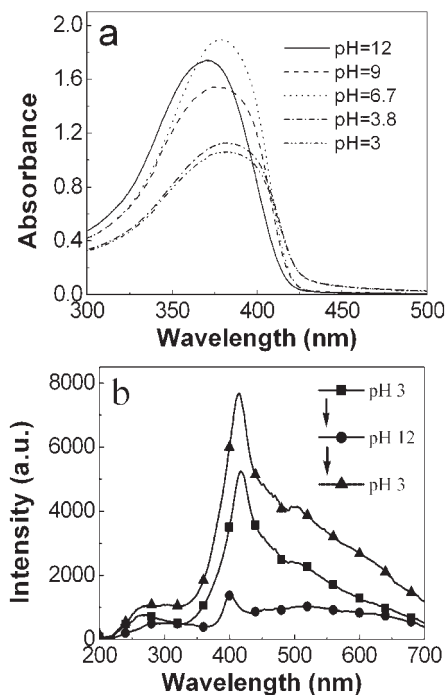 a
2.0
1.6
1.2
0.8
0.4
0.0
Absorbance
pH=12
pH=9
pH=6.7
pH=3.8
pH=3
300 350 400 450 500
Wavelength (nm)
b
8000
6000
4000
2000
0
Intensity (a.u.)
pH 3
pH 12
pH 3
200 300 400 500 600 700
Wavelength (nm)